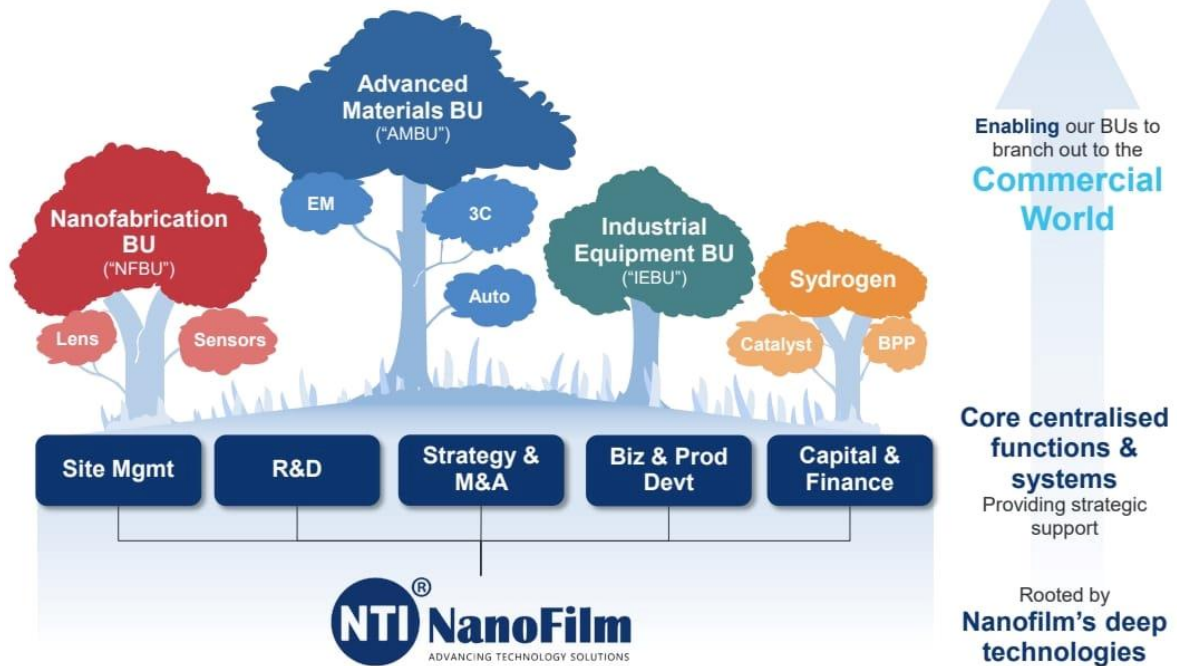 Advanced
Materials BU
("AMBU")
EM
3C
Auto
Nanofabrication
BU
("NFBU")
Lens
Sensors
Industrial
Equipment BU
("IEBU")
Sydrogen
Catalyst
BPP
Enabling our BUs to
branch out to the
Commercial
World
Site Mgmt
R&D
Strategy &
M&A
Biz & Prod
Devt
Capital &
Finance
Core centralised
functions &
systems
Providing strategic
support
NTI ® NanoFilm
ADVANCING TECHNOLOGY SOLUTIONS
Rooted by
Nanofilm's deep
technologies